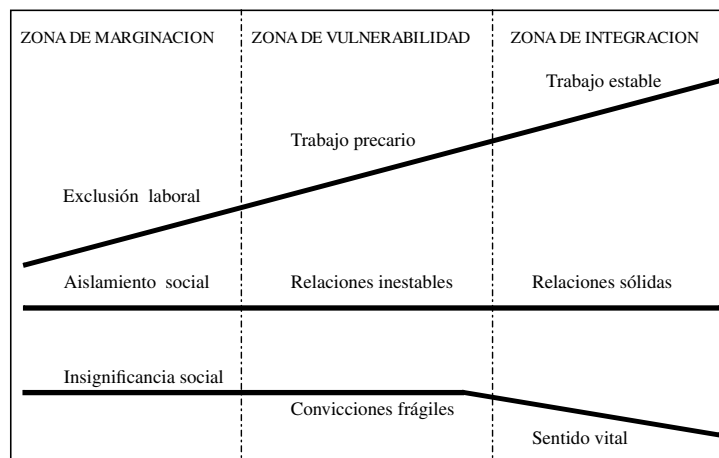 ZONA DE MARGINACION
ZONA DE VULNERABILIDAD
ZONA DE INTEGRACION
Trabajo estable
Trabajo precario
Exclusión laboral
Aislamiento social
Relaciones inestables
Relaciones sólidas
Insignificancia social
Convicciones frágiles
Sentido vital